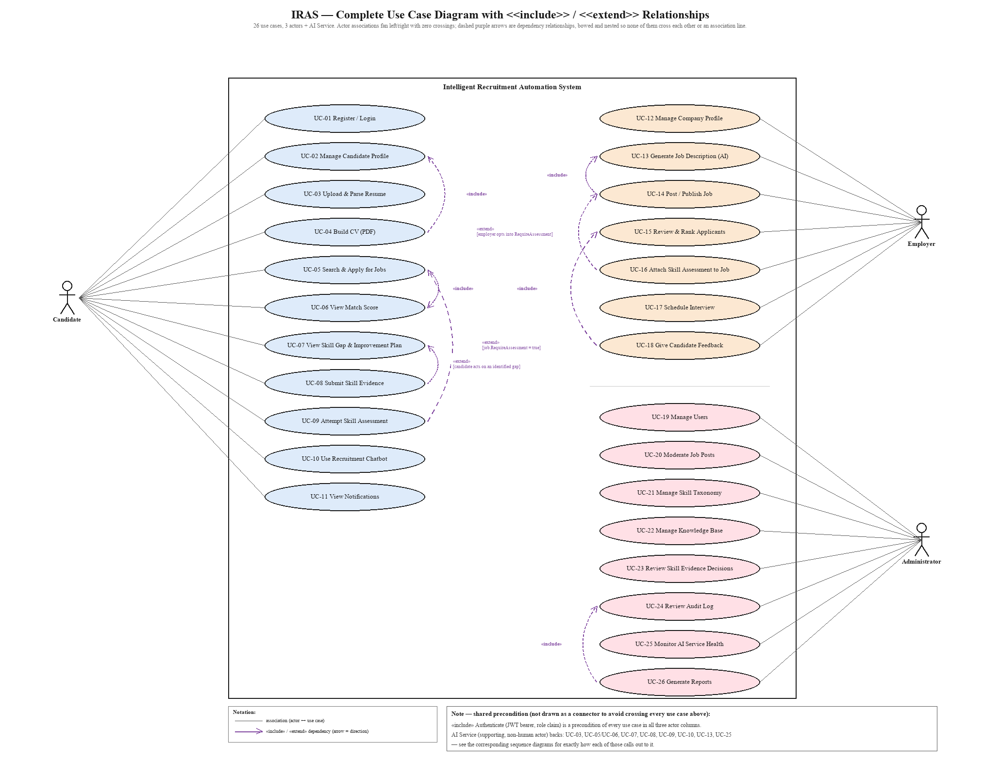 IRAS — Complete Use Case Diagram with <<include>> / <<extend>> Relationships
26 use cases, 3 actors + AI Service. Actor associations fan left/right with zero crossings; dashed purple arrows are dependency relationships, bowed and nested so none of them cross each other or an association line.
Intelligent Recruitment Automation System
UC-01 Register / Login
UC-02 Manage Candidate Profile
UC-03 Upload & Parse Resume
UC-04 Build CV (PDF)
UC-05 Search & Apply for Jobs
UC-06 View Match Score
UC-07 View Skill Gap & Improvement Plan
UC-08 Submit Skill Evidence
UC-09 Attempt Skill Assessment
UC-10 Use Recruitment Chatbot
UC-11 View Notifications
Candidate
«include»
«include»
«extend»
[job.RequireAssessment = true]
«extend»
[candidate acts on an identified gap]
«include»
«extend»
[employer opts into RequireAssessment]
«include»
UC-12 Manage Company Profile
UC-13 Generate Job Description (AI)
UC-14 Post / Publish Job
UC-15 Review & Rank Applicants
UC-16 Attach Skill Assessment to Job
UC-17 Schedule Interview
UC-18 Give Candidate Feedback
Employer
UC-19 Manage Users
UC-20 Moderate Job Posts
UC-21 Manage Skill Taxonomy
UC-22 Manage Knowledge Base
UC-23 Review Skill Evidence Decisions
UC-24 Review Audit Log
UC-25 Monitor AI Service Health
UC-26 Generate Reports
«include»
Administrator
Notation:
association (actor ↔ use case)
«include» / «extend» dependency (arrow = direction)
Note — shared precondition (not drawn as a connector to avoid crossing every use case above):
«include» Authenticate (JWT bearer, role claim) is a precondition of every use case in all three actor columns.
AI Service (supporting, non-human actor) backs: UC-03, UC-05/UC-06, UC-07, UC-08, UC-09, UC-10, UC-13, UC-25
— see the corresponding sequence diagrams for exactly how each of those calls out to it.